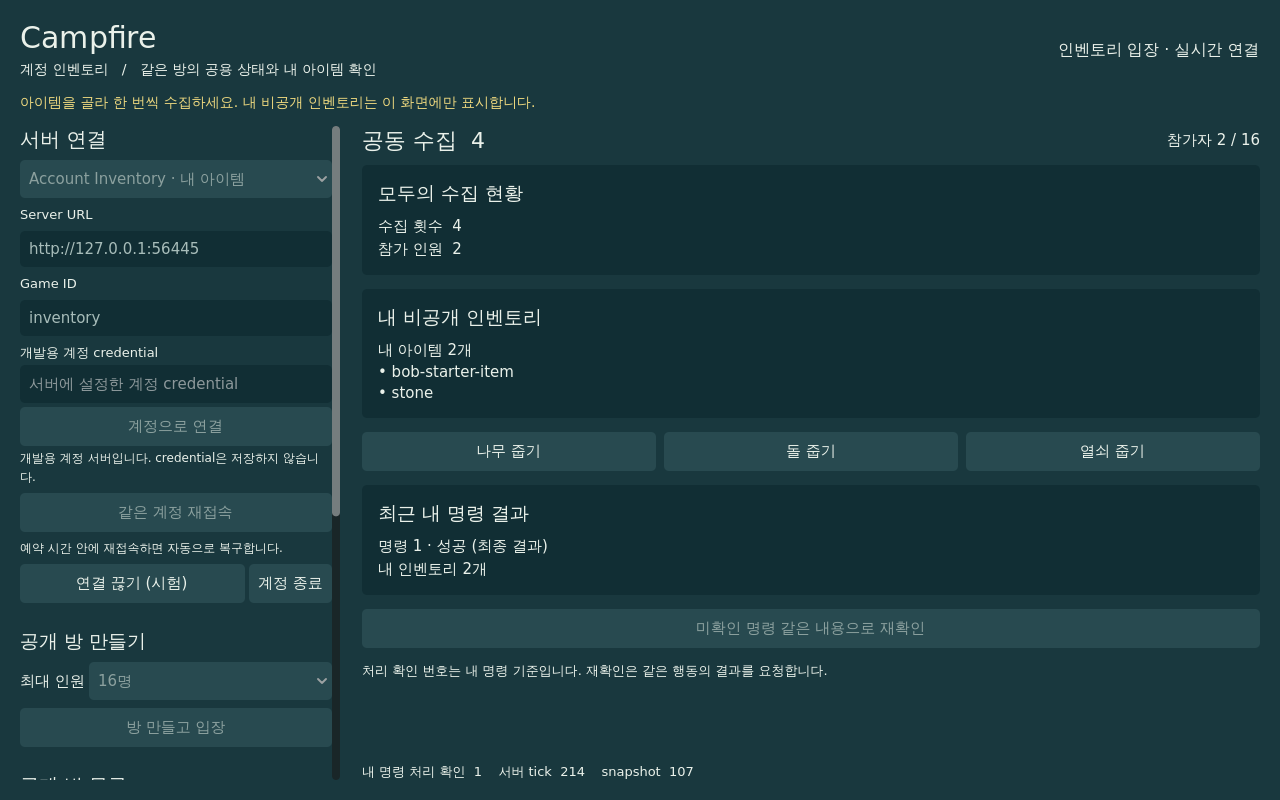 Campfire
계정 인벤토리 / 같은 방의 공용 상태와 내 아이템 확인
인벤토리 입장 · 실시간 연결
아이템을 골라 한 번씩 수집하세요. 내 비공개 인벤토리는 이 화면에만 표시합니다.
서버 연결
Account Inventory · 내 아이템
Server URL
http://127.0.0.1:56445
Game ID
inventory
개발용 계정 credential
서버에 설정한 계정 credential
계정으로 연결
개발용 계정 서버입니다. credential은 저장하지 않습니
다.
같은 계정 재접속
예약 시간 안에 재접속하면 자동으로 복구합니다.
연결 끊기 (시험)
계정 종료
공개 방 만들기
최대 인원
16명
방 만들고 입장
공동 수집 4
참가자 2 / 16
모두의 수집 현황
수집 횟수 4
참가 인원 2
내 비공개 인벤토리
내 아이템 2개
• bob-starter-item
• stone
나무 줍기
돌 줍기
열쇠 줍기
최근 내 명령 결과
명령 1 · 성공 (최종 결과)
내 인벤토리 2개
미확인 명령 같은 내용으로 재확인
처리 확인 번호는 내 명령 기준입니다. 재확인은 같은 행동의 결과를 요청합니다.
내 명령 처리 확인 1 서버 tick 214 snapshot 107